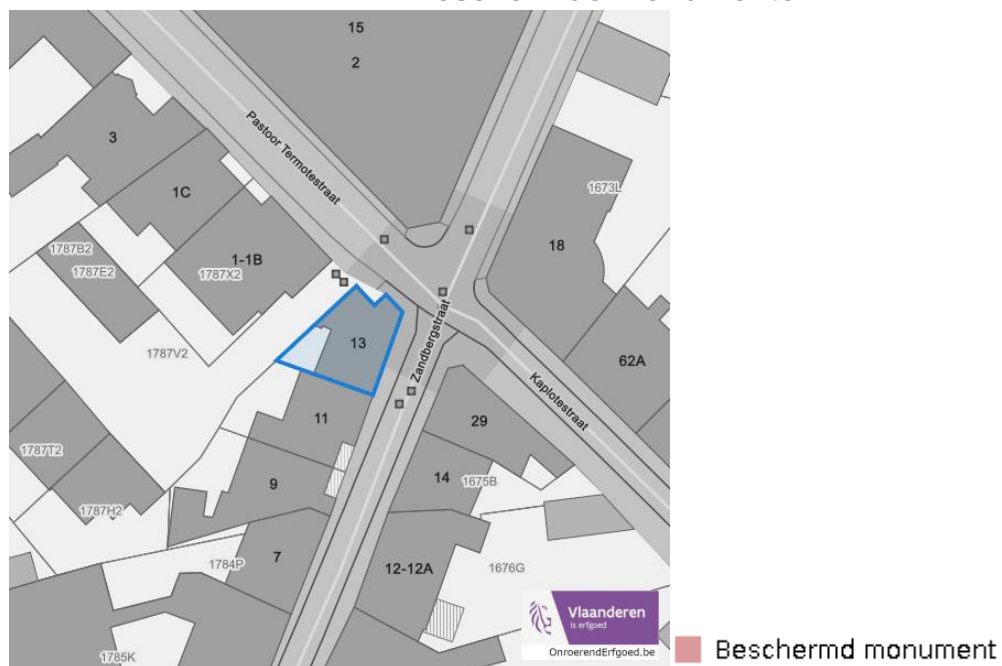 15
2
Pastoor Termotestraat
3
1C
1673L
1787B2
1787E2
1-1B
1787X2
18
13
Zandbergstraat
1787V2
62A
Kaplotestraat
11
29
1787T2
9
14
1675B
1787H2
7
1784P
12-12A
1676G
Vlaanderen
is erfgoed
OnroerendErfgoed.be
Beschermd monument
1785K